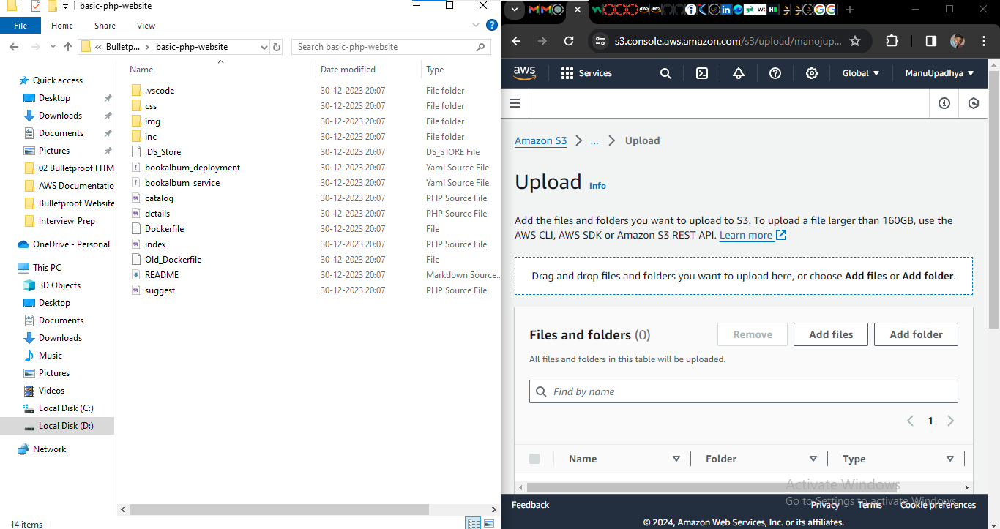 basic-php-website
File Home Share View
« Bulletp... › basic-php-website
Search basic-php-website
Quick access
Desktop
Downloads
Documents
Pictures
02 Bulletproof HTM
AWS Documentatio
Bulletproof Website
Interview_Prep
OneDrive - Personal
This PC
3D Objects
Desktop
Documents
Downloads
Music
Pictures
Videos
Local Disk (C:)
Local Disk (D:)
Network
Name Date modified Type
.vscode 30-12-2023 20:07 File folder
css 30-12-2023 20:07 File folder
img 30-12-2023 20:07 File folder
inc 30-12-2023 20:07 File folder
.DS_Store 30-12-2023 20:07 DS_STORE File
bookalbum_deployment 30-12-2023 20:07 Yaml Source File
bookalbum_service 30-12-2023 20:07 Yaml Source File
catalog 30-12-2023 20:07 PHP Source File
details 30-12-2023 20:07 PHP Source File
Dockerfile 30-12-2023 20:07 File
index 30-12-2023 20:07 PHP Source File
Old_Dockerfile 30-12-2023 20:07 File
README 30-12-2023 20:07 Markdown Source...
suggest 30-12-2023 20:07 PHP Source File
14 items
s3.console.aws.amazon.com/s3/upload/manojup...
aws Services Global ManuUpadhya
Amazon S3 ... Upload
Upload Info
Add the files and folders you want to upload to S3. To upload a file larger than 160GB, use the
AWS CLI, AWS SDK or Amazon S3 REST API. Learn more
Drag and drop files and folders you want to upload here, or choose Add files or Add folder.
Files and folders (0) Remove Add files Add folder
All files and folders in this table will be uploaded.
Find by name
1
Name Folder Type
Activate Windows
Go to Settings to activate Windows.
Feedback Privacy Terms Cookie preferences
© 2024, Amazon Web Services, Inc. or its affiliates.